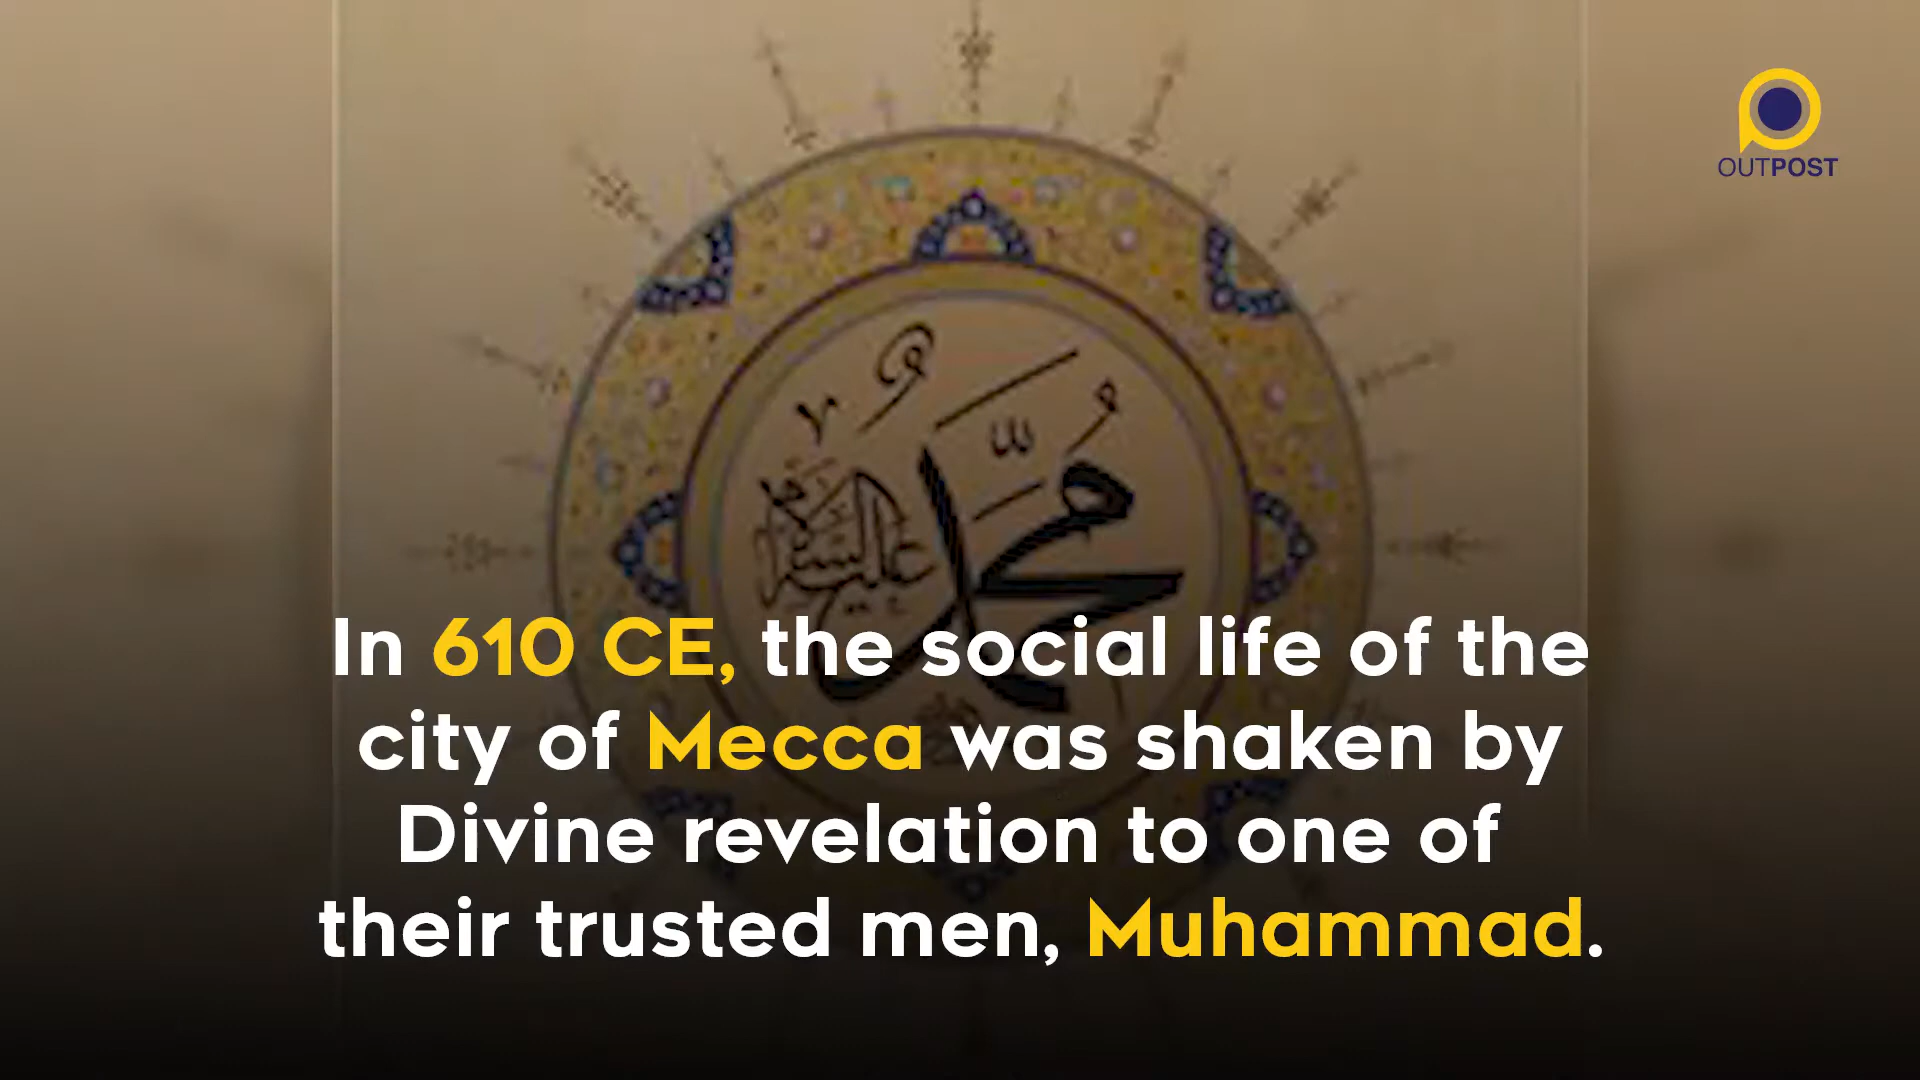 OUTPOST
محمد
عليه السلام
In 610 CE, the social life of the
city of Mecca was shaken by
Divine revelation to one of
their trusted men, Muhammad.